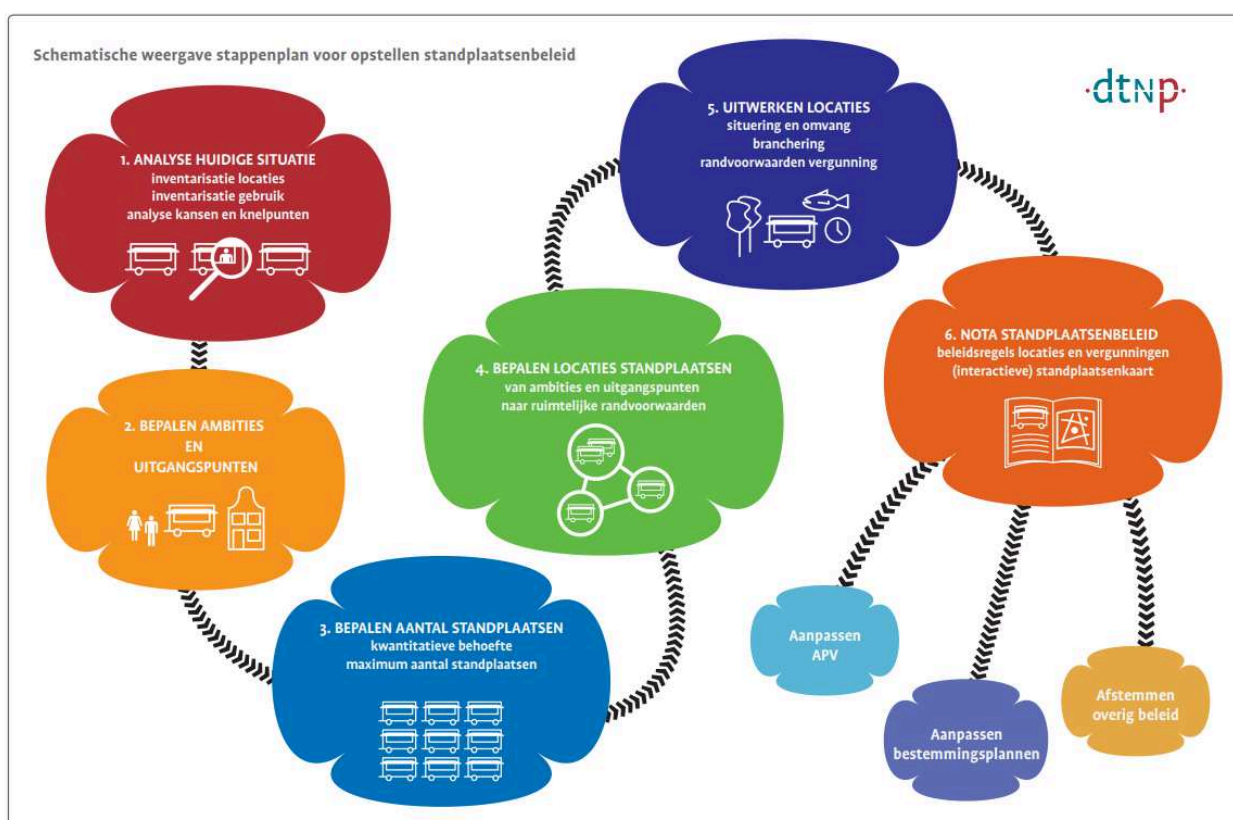 Schematische weergave stappenplan voor opstellen standplaatsenbeleid
·dtNp·
1. ANALYSE HUIDIGE SITUATIE
inventarisatie locaties
inventarisatie gebruik
analyse kansen en knelpunten
2. BEPALEN AMBITIES
EN
UITGANGSPUNTEN
3. BEPALEN AANTAL STANDPLAATSEN
kwantitatieve behoefte
maximum aantal standplaatsen
4. BEPALEN LOCATIES STANDPLAATSEN
van ambities en uitgangspunten
naar ruimtelijke randvoorwaarden
5. UITWERKEN LOCATIES
situering en omvang
branchering
randvoorwaarden vergunning
6. NOTA STANDPLAATSENBELEID
beleidsregels locaties en vergunningen
(interactieve) standplaatsenkaart
Aanpassen
APV
Aanpassen
bestemmingsplannen
Afstemmen
overig beleid